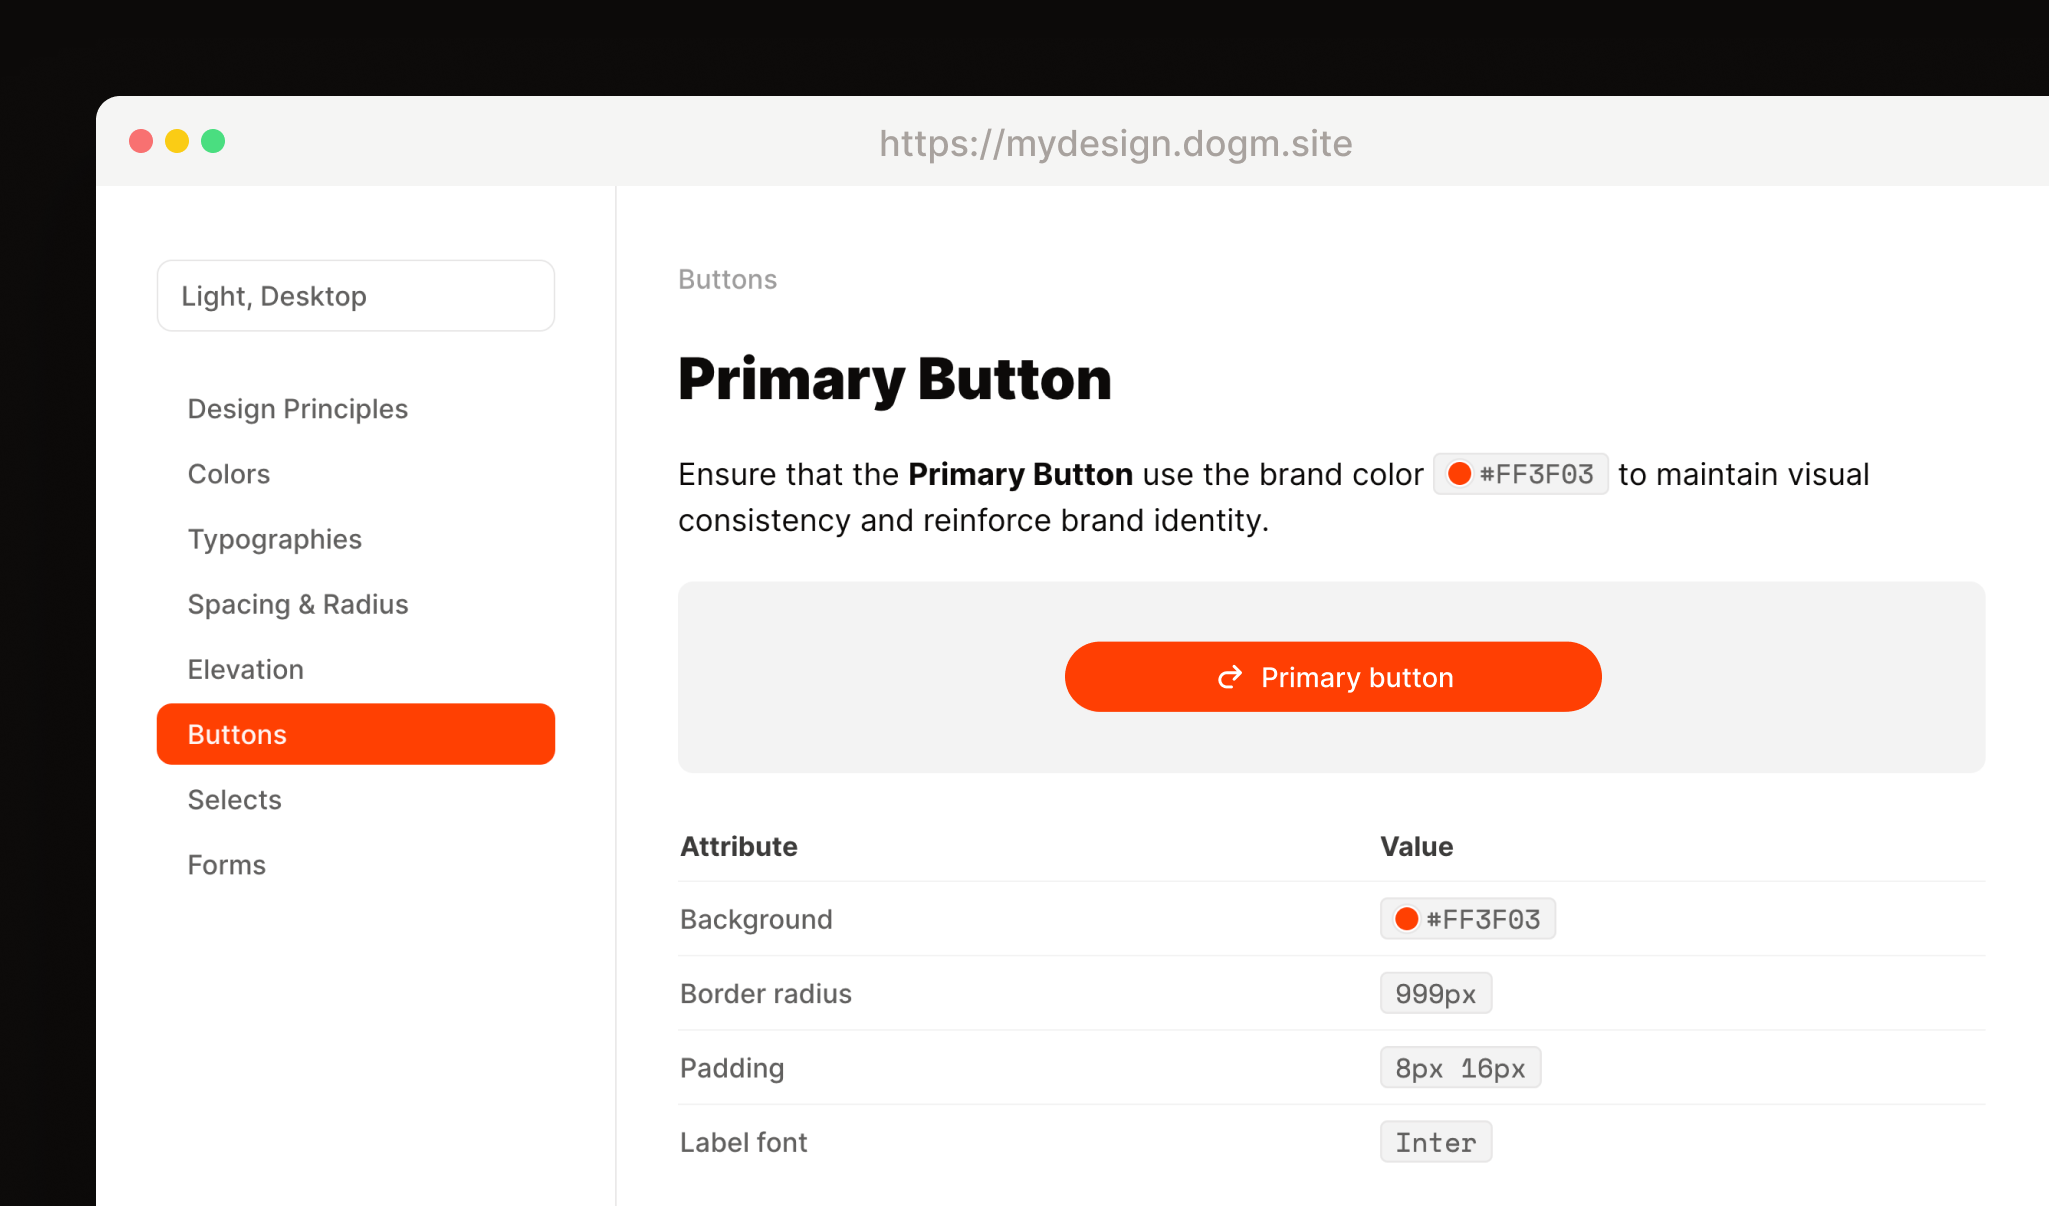 https://mydesign.dogm.site
Light, Desktop
Design Principles
Colors
Typographies
Spacing & Radius
Elevation
Buttons
Selects
Forms
Buttons
Primary Button
Ensure that the Primary Button use the brand color #FF3F03 to maintain visual
consistency and reinforce brand identity.
Primary button
Attribute Value
Background #FF3F03
Border radius 999px
Padding 8px 16px
Label font Inter